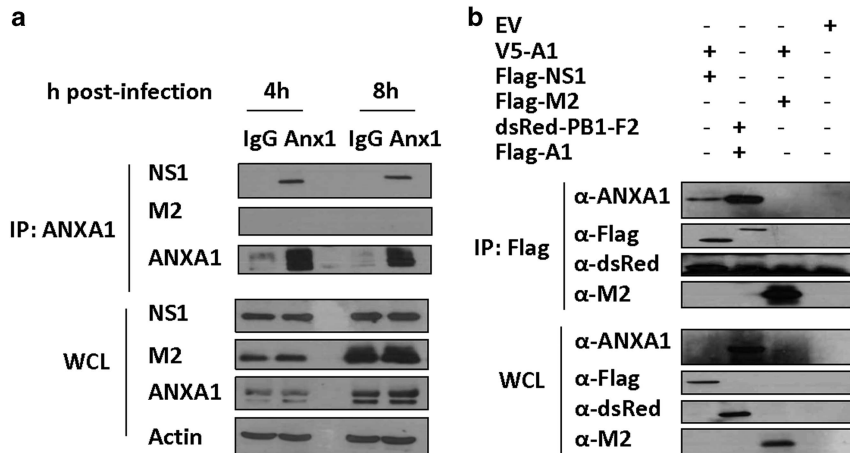 a
h post-infection 4h 8h
IgG Anx1 IgG Anx1
IP: ANXA1
NS1
M2
ANXA1
WCL
NS1
M2
ANXA1
Actin
b
EV - - - +
V5-A1 + - + -
Flag-NS1 + - - -
Flag-M2 - - + -
dsRed-PB1-F2 - + - -
Flag-A1 - + - -
IP: Flag
α-ANXA1
α-Flag
α-dsRed
α-M2
WCL
α-ANXA1
α-Flag
α-dsRed
α-M2